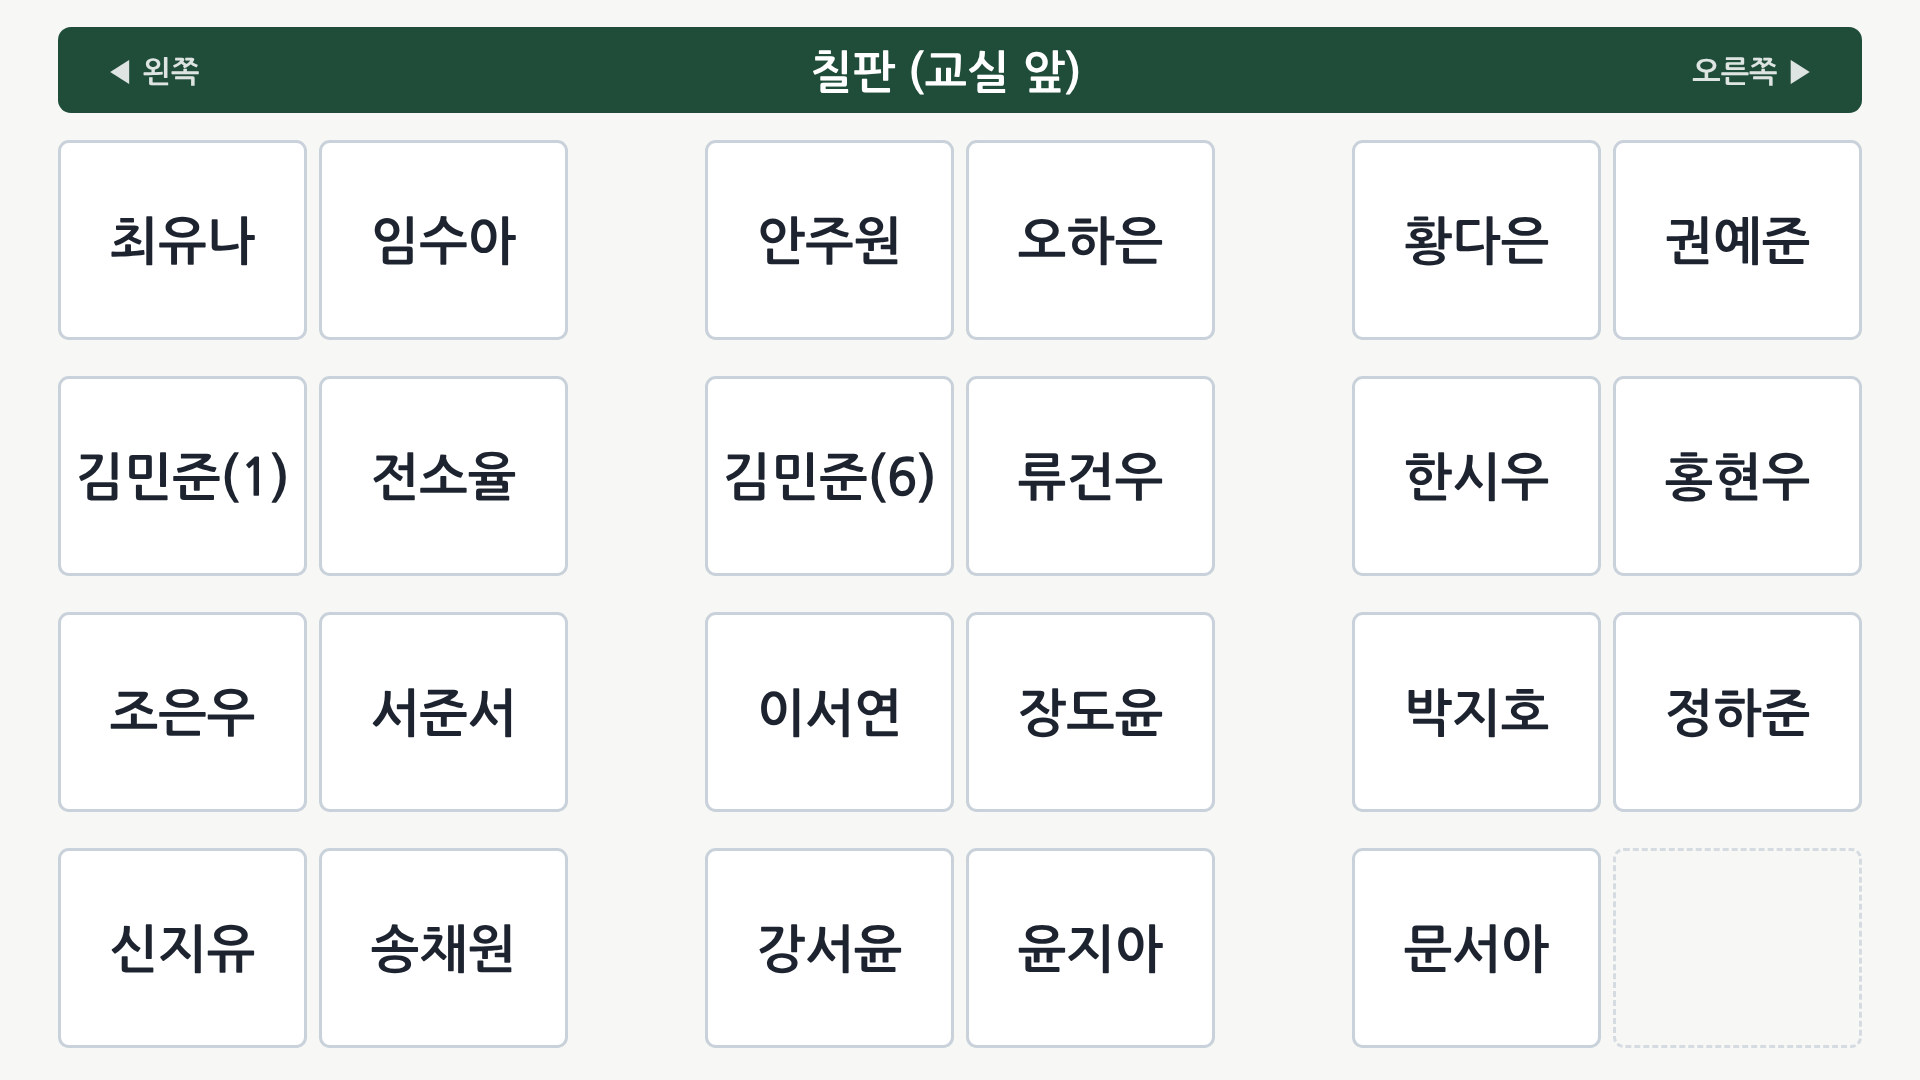 ◀ 왼쪽 칠판 (교실 앞) 오른쪽 ▶
최유나 임수아 안주원 오하은 황다은 권예준
김민준(1) 전소율 김민준(6) 류건우 한시우 홍현우
조은우 서준서 이서연 장도윤 박지호 정하준
신지유 송채원 강서윤 윤지아 문서아